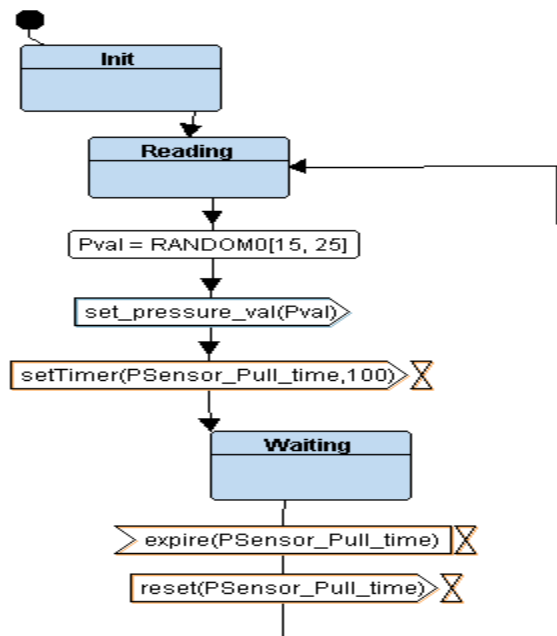 Init
Reading
Pval = RANDOM0[15, 25]
set_pressure_val(Pval)
setTimer(PSensor_Pull_time,100)
Waiting
expire(PSensor_Pull_time)
reset(PSensor_Pull_time)